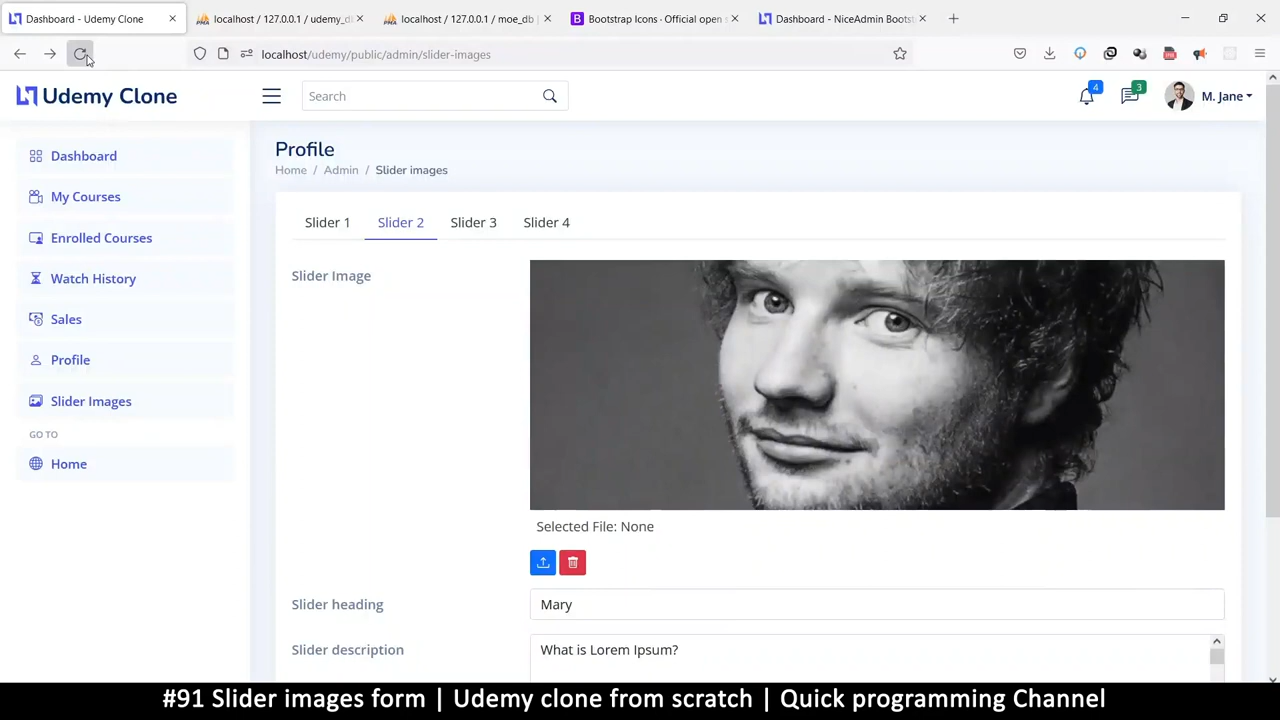 Dashboard - Udemy Clone
localhost / 127.0.0.1 / udemy_d
localhost / 127.0.0.1 / moe_db |
Bootstrap Icons · Official open s
Dashboard - NiceAdmin Bootst
localhost/udemy/public/admin/slider-images
Udemy Clone
Search
4
3
M. Jane
Dashboard
My Courses
Enrolled Courses
Watch History
Sales
Profile
Slider Images
GO TO
Home
Profile
Home / Admin / Slider images
Slider 1
Slider 2
Slider 3
Slider 4
Slider Image
Selected File: None
Slider heading
Mary
Slider description
What is Lorem Ipsum?
#91 Slider images form | Udemy clone from scratch | Quick programming Channel